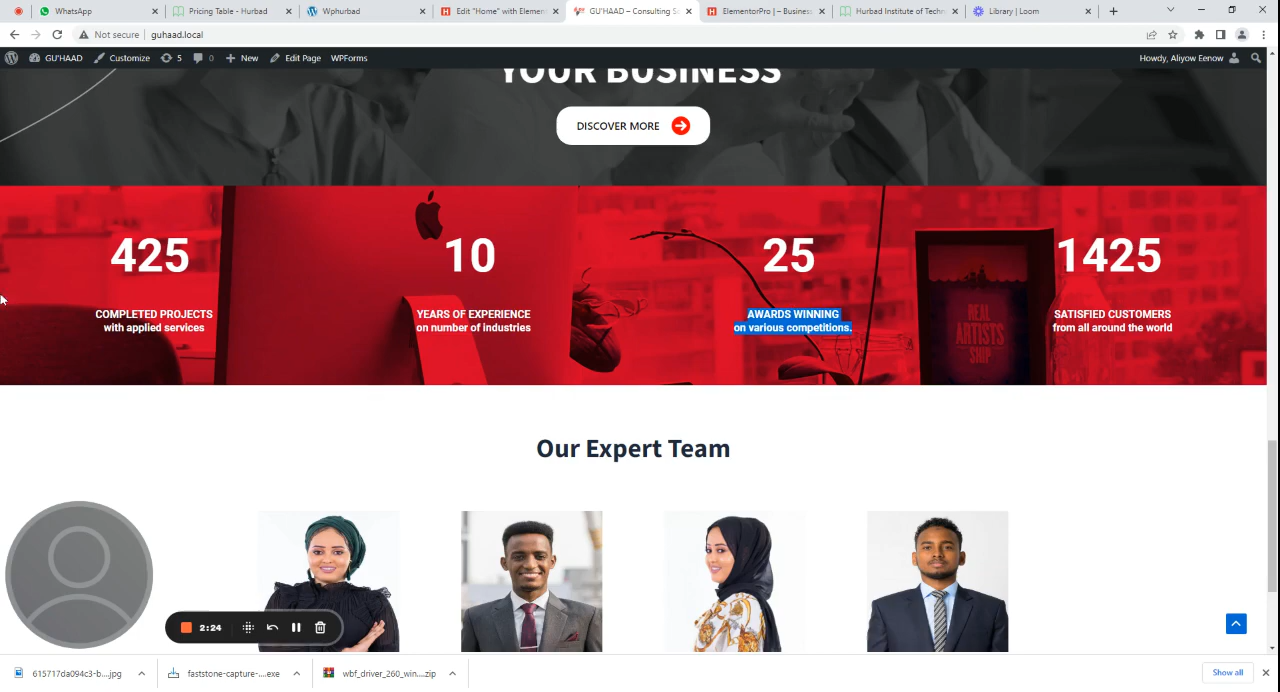 WhatsApp
Pricing Table - Hurbad
Wphurbad
Edit "Home" with Elemen
GU'HAAD – Consulting So
ElementorPro | – Business
Hurbad Institute of Techn
Library | Loom
Not secure | guhaad.local
GU'HAAD
Customize
5
0
New
Edit Page
WPForms
Howdy, Aliyow Eenow
YOUR BUSINESS
DISCOVER MORE
425
10
25
1425
COMPLETED PROJECTS
with applied services
YEARS OF EXPERIENCE
on number of industries
AWARDS WINNING
on various competitions.
SATISFIED CUSTOMERS
from all around the world
REAL
ARTISTS
SHIP
Our Expert Team
2:24
615717da094c3-b....jpg
faststone-capture-....exe
wbf_driver_260_win....zip
Show all